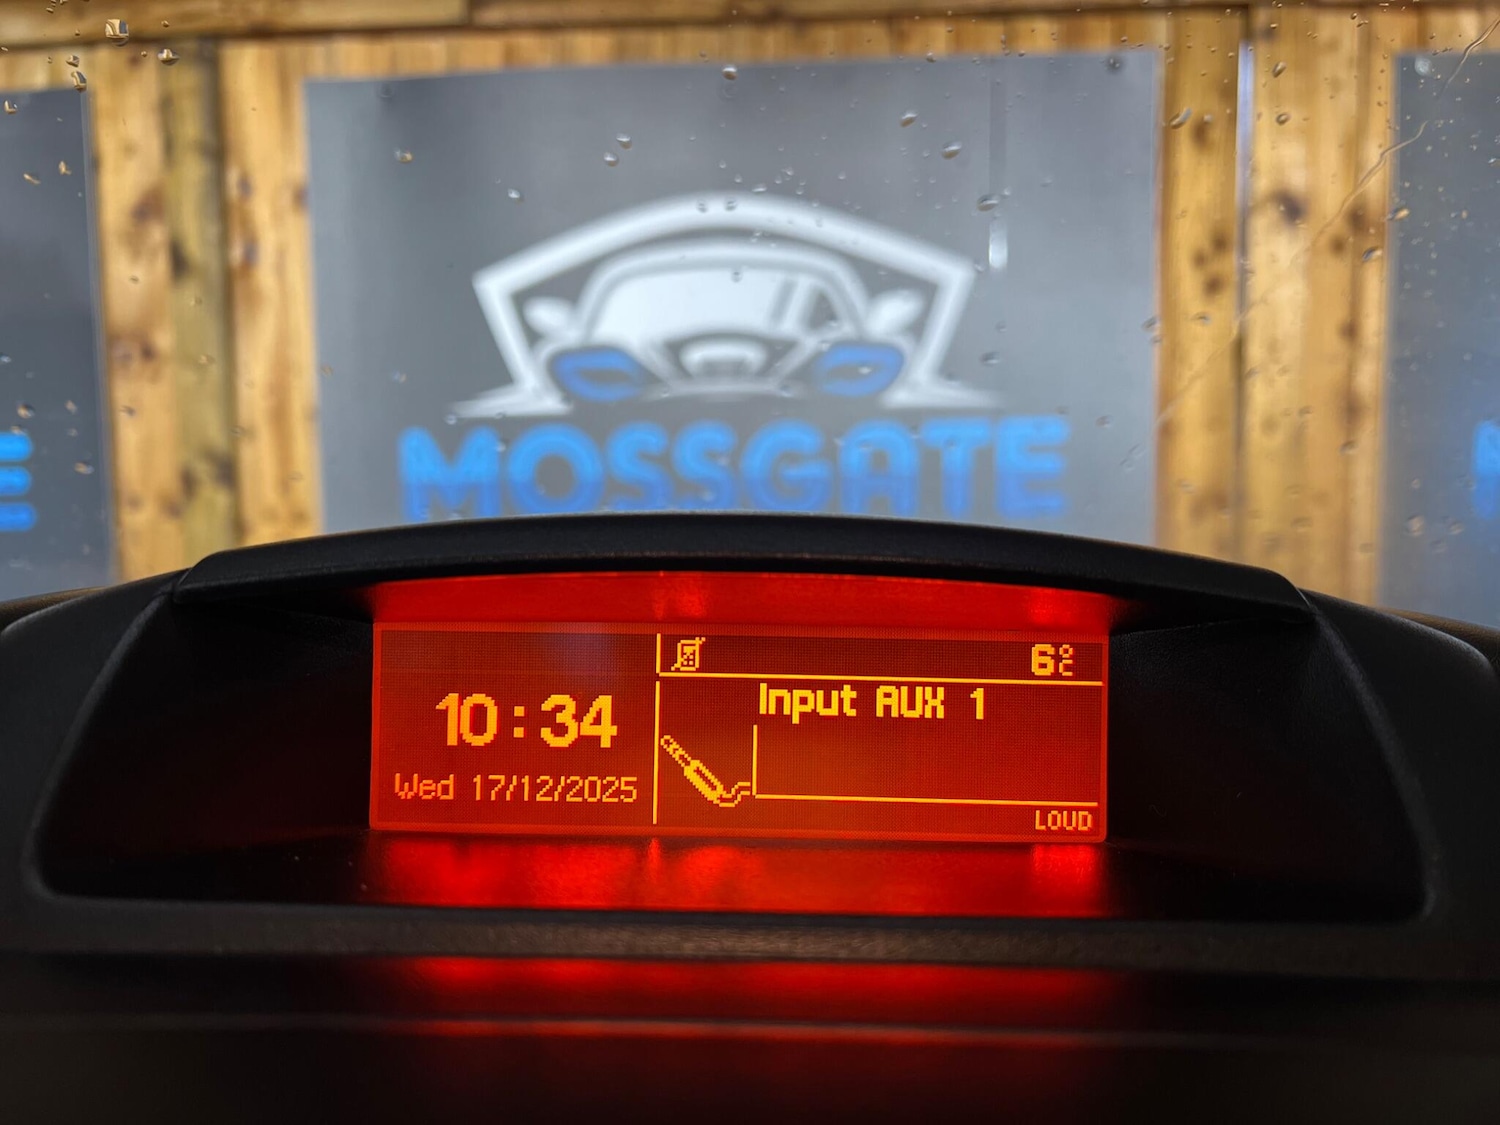 MOSSGATE
E
6°C
Input AUX 1
10:34
Wed 17/12/2025
LOUD